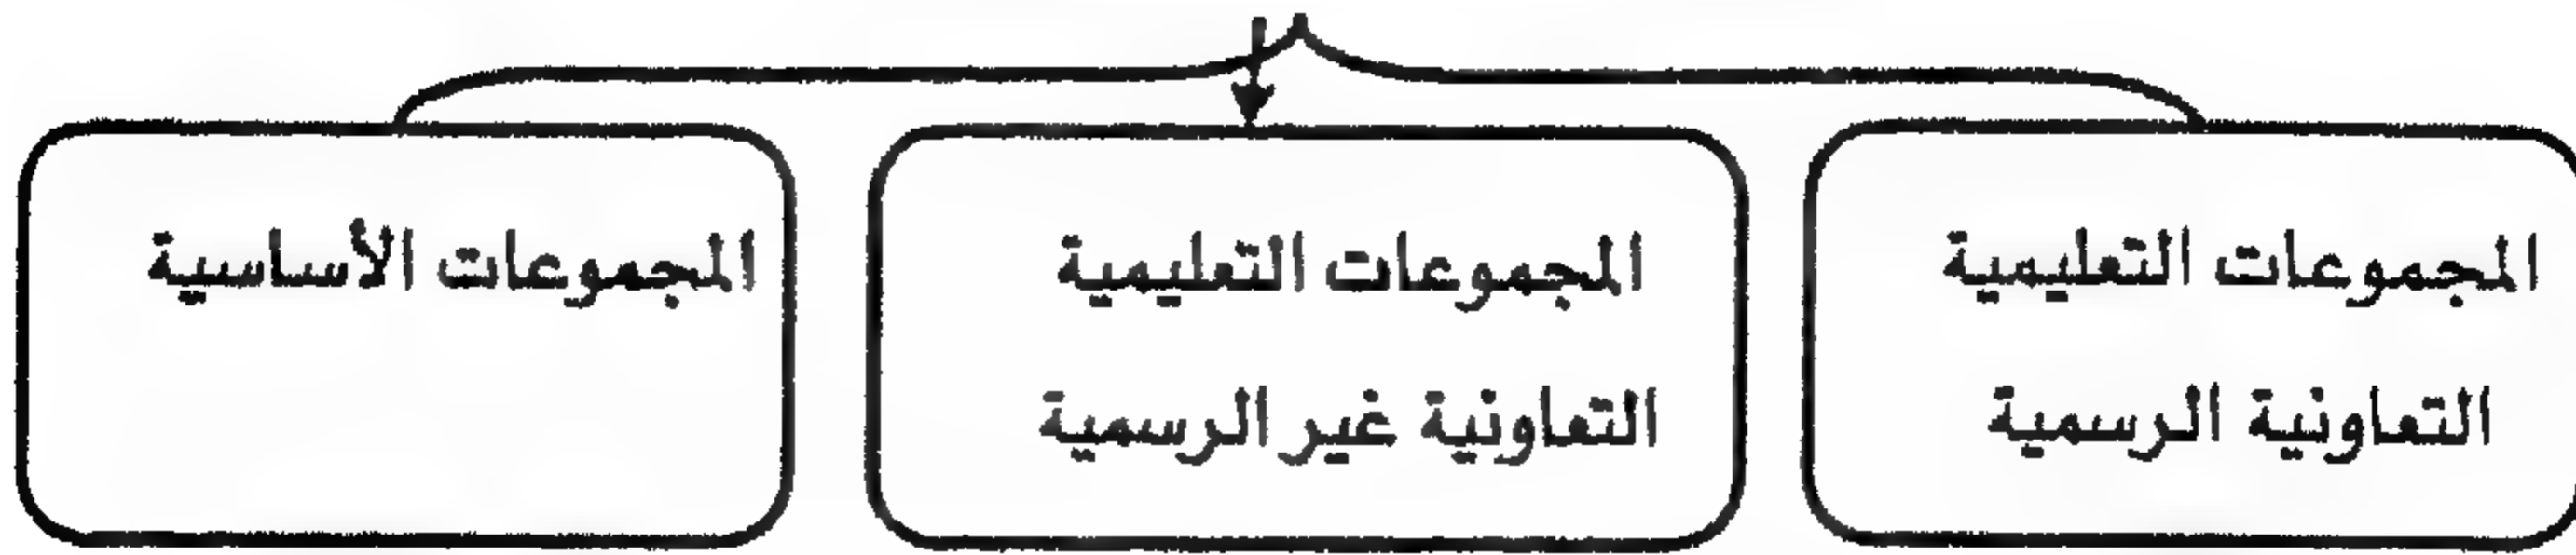 المجموعات التعليمية
التعاونية الرسمية
المجموعات التعليمية
التعاونية غير الرسمية
المجموعات الأساسية